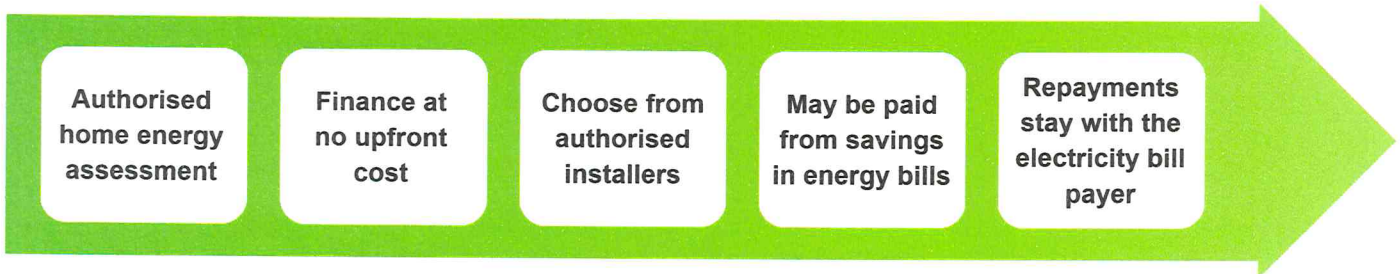 Authorised
home energy
assessment
Finance at
no upfront
cost
Choose from
authorised
installers
May be paid
from savings
in energy bills
Repayments
stay with the
electricity bill
payer